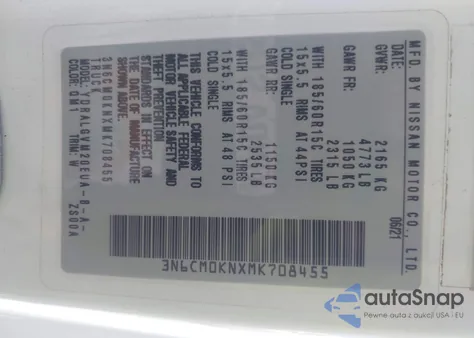 MFD. BY NISSAN MOTOR CO., LTD.
06/21
GVWR: 2165 KG
4773 LB
GAWR FR: 1050 KG
2315 LB
WITH 185/60R15C TIRES
15x5.5 RIMS AT 44PSI
COLD SINGLE
GAWR RR: 1150 KG
2535 LB
WITH 185/60R15C TIRES
15x5.5 RIMS AT 48 PSI
COLD SINGLE
THIS VEHICLE CONFORMS TO
ALL APPLICABLE FEDERAL
MOTOR VEHICLE SAFETY AND
THEFT PREVENTION
STANDARDS IN EFFECT ON
THE DATE OF MANUFACTURE
SHOWN ABOVE.
3N6CM0KNXMK708455
TRUCK
MODEL: FDRALGVM20EUA-B-A-
COLOR: QM1 TRIM: W 2S00A
3N6CM0KNXMK708455
autoSnap
Pewne auta z aukcji USA i EU